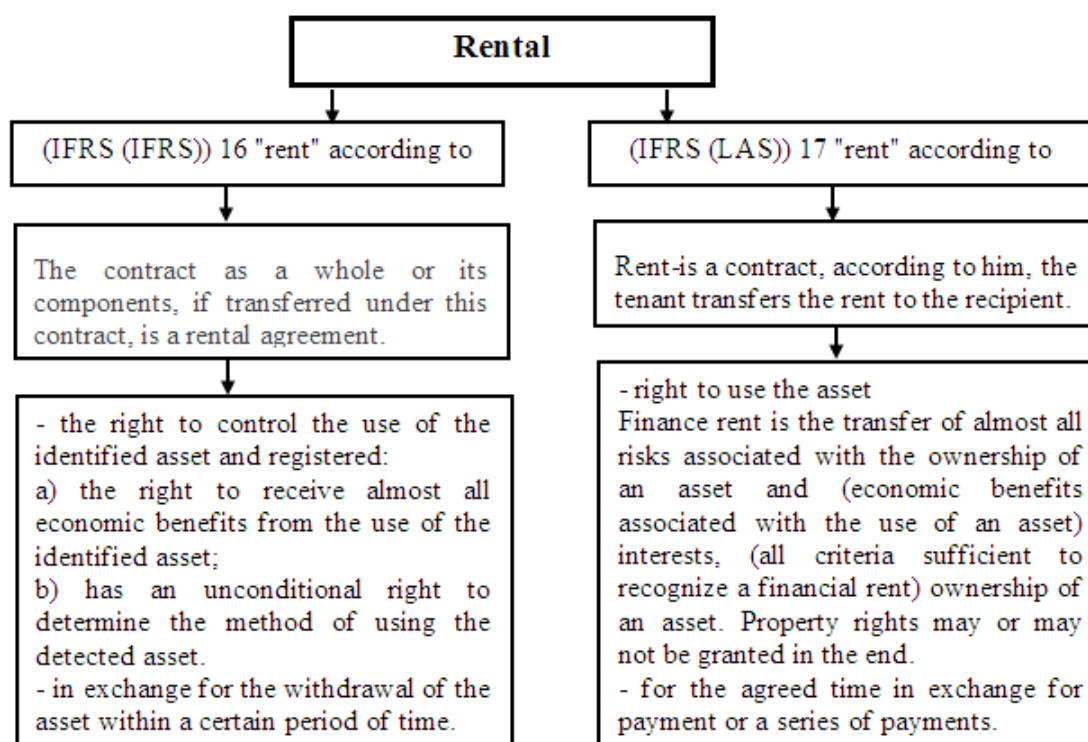 Rental
(IFRS (IFRS)) 16 "rent" according to
(IFRS (LAS)) 17 "rent" according to
The contract as a whole or its
components, if transferred under this
contract, is a rental agreement.
Rent-is a contract, according to him, the
tenant transfers the rent to the recipient.
- the right to control the use of the
identified asset and registered:
a) the right to receive almost all
economic benefits from the use of the
identified asset;
b) has an unconditional right to
determine the method of using the
detected asset.
- in exchange for the withdrawal of the
asset within a certain period of time.
- right to use the asset
Finance rent is the transfer of almost all
risks associated with the ownership of
an asset and (economic benefits
associated with the use of an asset)
interests, (all criteria sufficient to
recognize a financial rent) ownership of
an asset. Property rights may or may
not be granted in the end.
- for the agreed time in exchange for
payment or a series of payments.